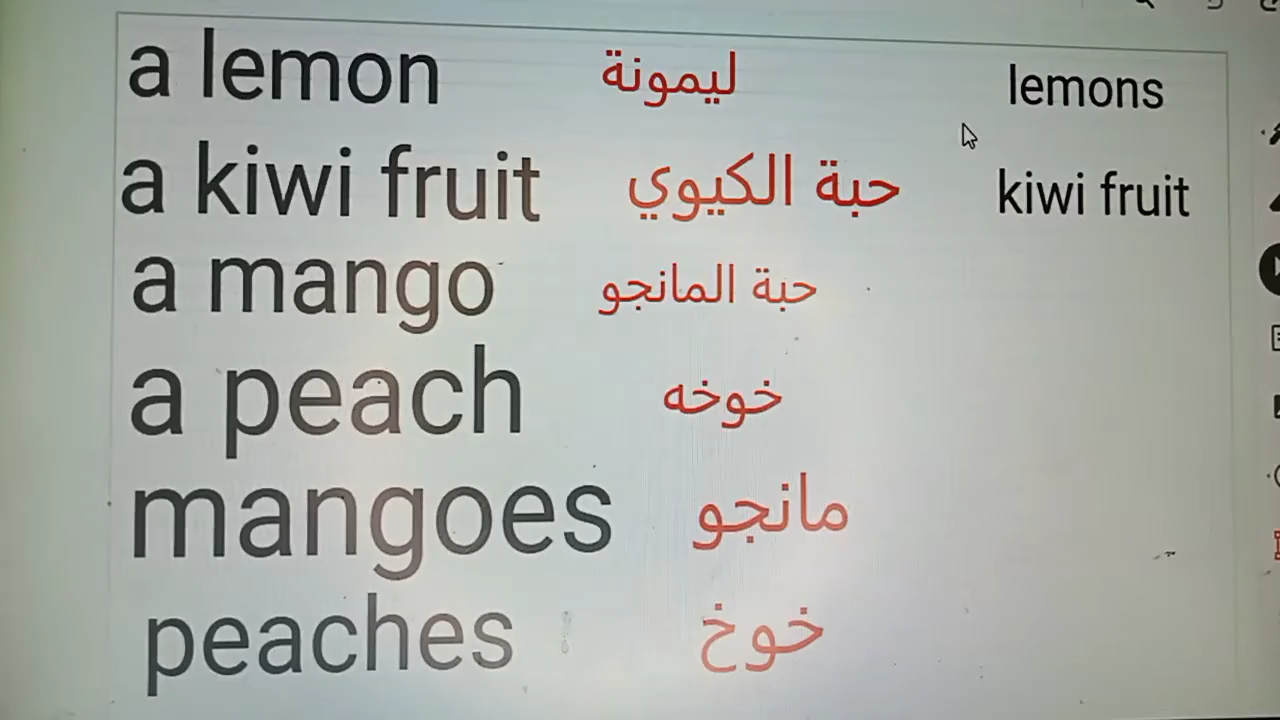 a lemon ليمونة lemons
a kiwi fruit حبة الكيوي kiwi fruit
a mango حبة المانجو
a peach خوخه
mangoes مانجو
peaches خوخ